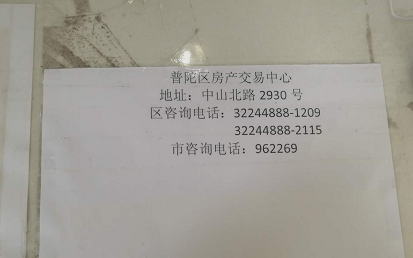 普陀区房产交易中心
地址：中山北路 2930 号
区咨询电话：32244888-1209
32244888-2115
市咨询电话：962269